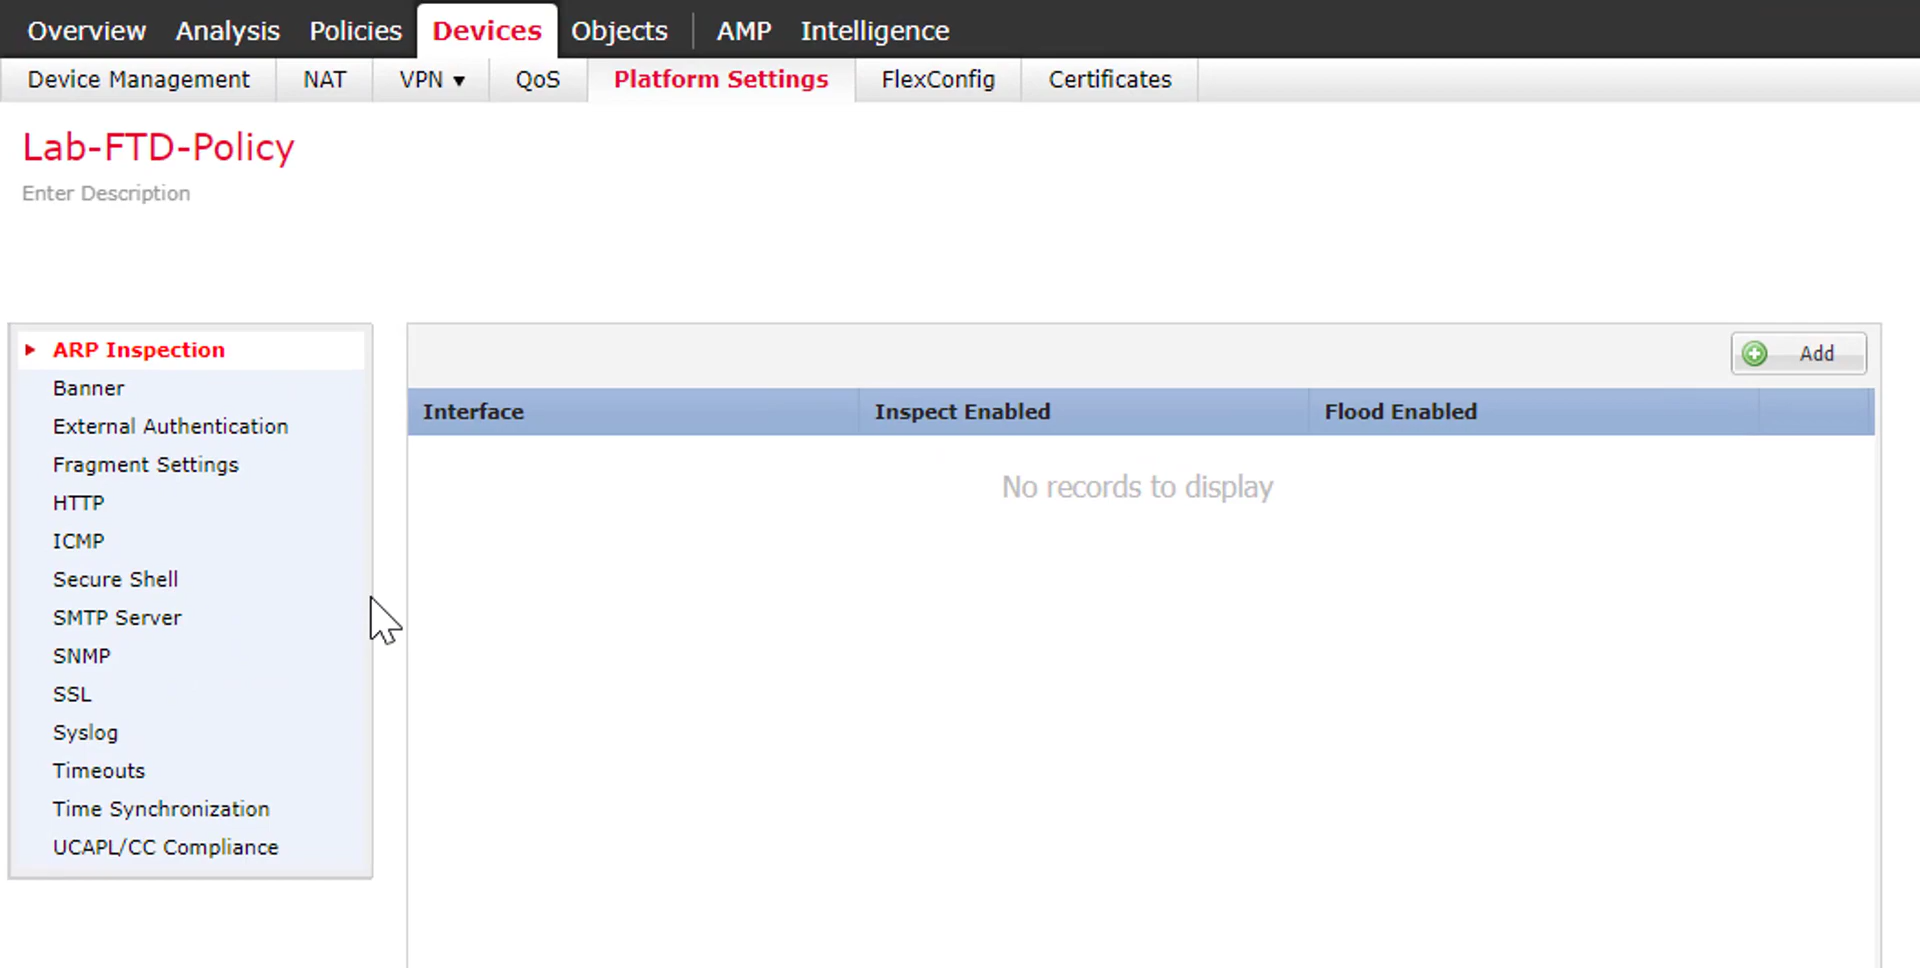 Overview Analysis Policies Devices Objects AMP Intelligence
Device Management NAT VPN ▼ QoS Platform Settings FlexConfig Certificates
Lab-FTD-Policy
Enter Description
ARP Inspection
Banner
External Authentication
Fragment Settings
HTTP
ICMP
Secure Shell
SMTP Server
SNMP
SSL
Syslog
Timeouts
Time Synchronization
UCAPL/CC Compliance
Add
Interface Inspect Enabled Flood Enabled
No records to display